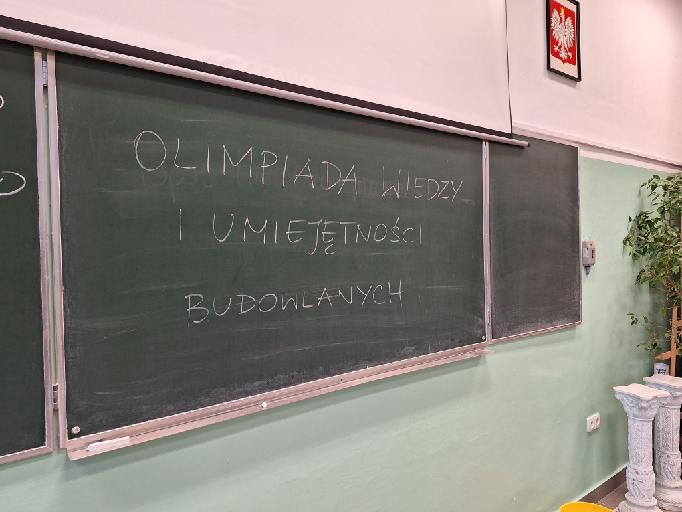 OLIMPIADA WIEDZY
I UMIEJĘTNOŚCI
BUDOWLANYCH